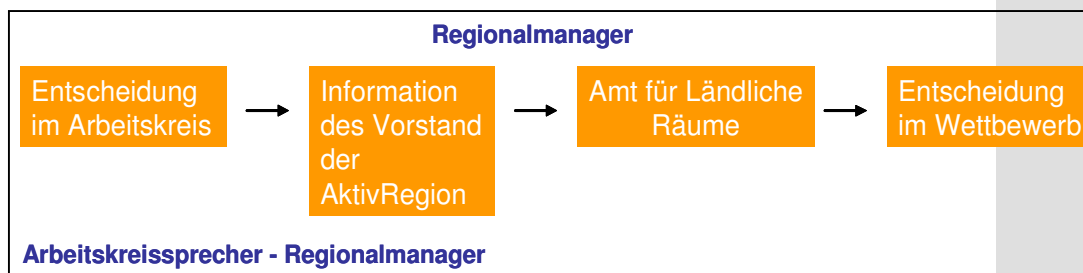 Regionalmanager
Entscheidung
im Arbeitskreis
Information
des Vorstand
der
AktivRegion
Amt für Ländliche
Räume
Entscheidung
im Wettbewerb
Arbeitskreissprecher - Regionalmanager